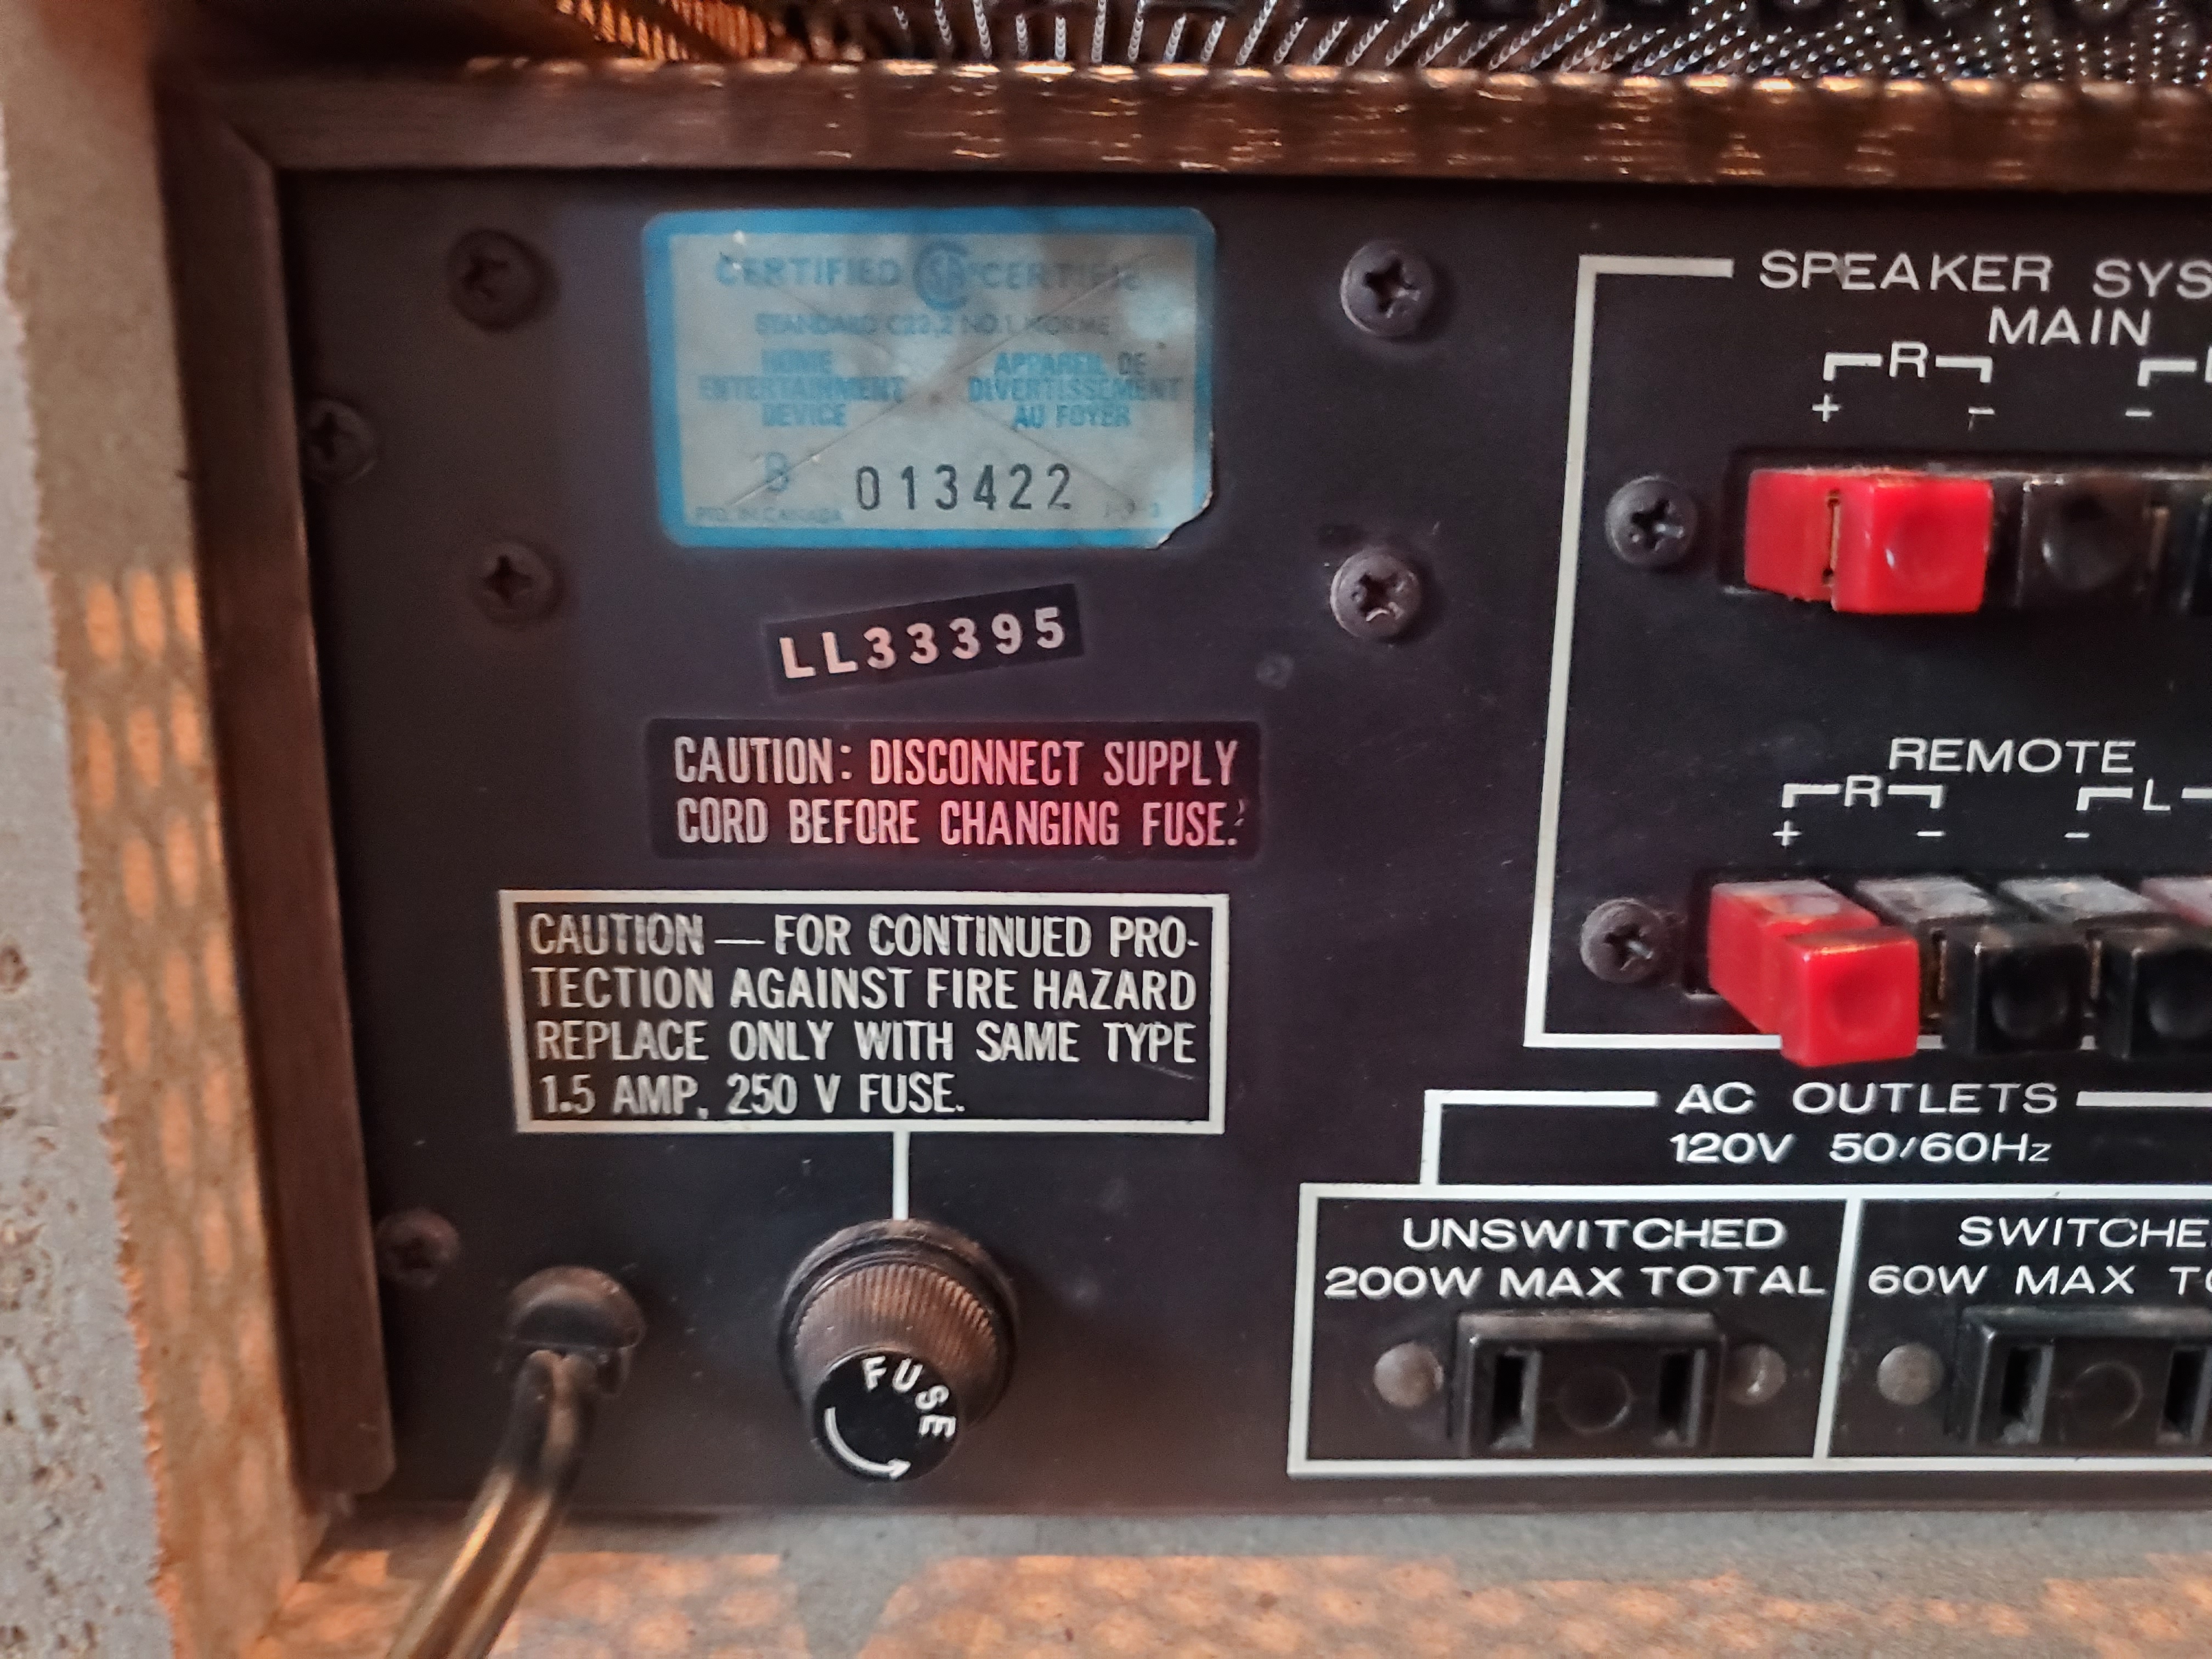 CERTIFIED CERTIFIE
STANDARD C22.2 NO.1 NORME
HOME
ENTERTAINMENT
DEVICE
APPAREIL DE
DIVERTISSEMENT
AU FOYER
B 013422
LL33395
CAUTION: DISCONNECT SUPPLY
CORD BEFORE CHANGING FUSE.
CAUTION — FOR CONTINUED PRO-
TECTION AGAINST FIRE HAZARD
REPLACE ONLY WITH SAME TYPE
1.5 AMP, 250 V FUSE.
FUSE
SPEAKER SYS
MAIN
R
+ - -
REMOTE
R L
+ - -
AC OUTLETS
120V 50/60Hz
UNSWITCHED
200W MAX TOTAL
SWITCHE
60W MAX TO